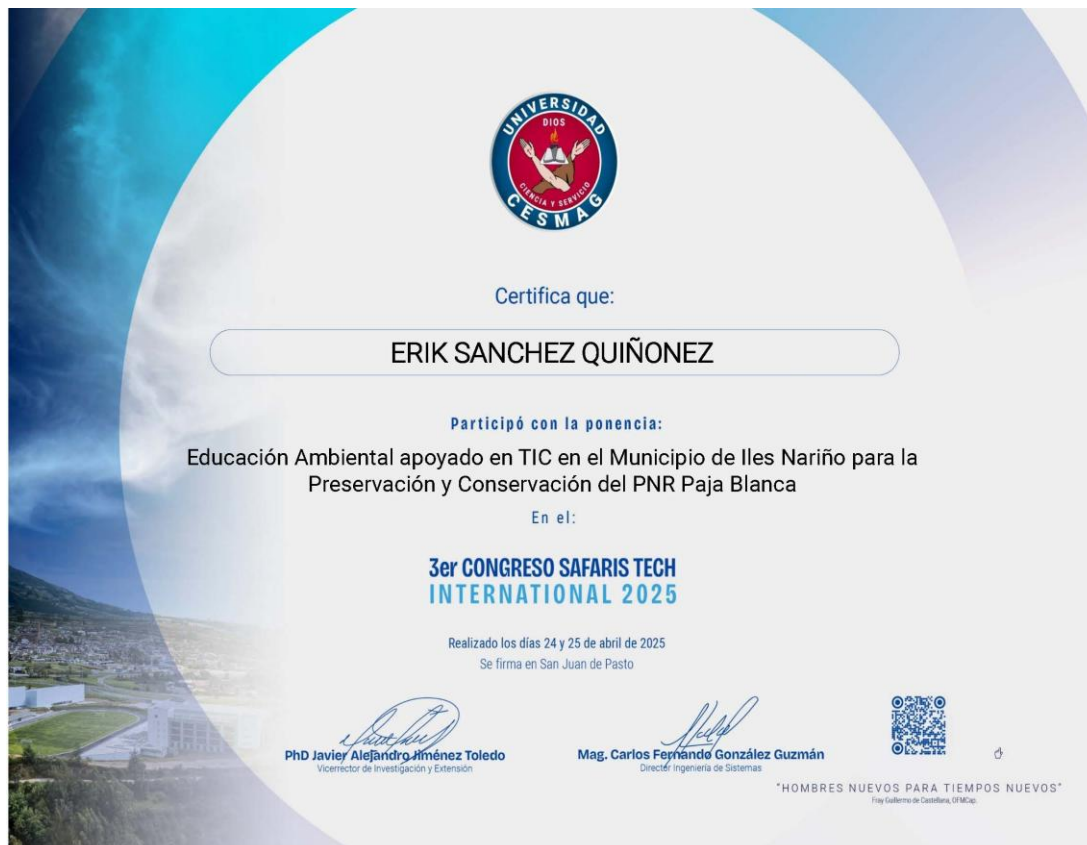 UNIVERSIDAD
DIOS
CIENCIA Y SERVICIO
CESMAG
Certifica que:
ERIK SANCHEZ QUIÑONEZ
Participó con la ponencia:
Educación Ambiental apoyado en TIC en el Municipio de Iles Nariño para la
Preservación y Conservación del PNR Paja Blanca
En el:
3er CONGRESO SAFARIS TECH
INTERNATIONAL 2025
Realizado los días 24 y 25 de abril de 2025
Se firma en San Juan de Pasto
PhD Javier Alejandro Jiménez Toledo
Vicerrector de Investigación y Extensión
Mag. Carlos Fernando González Guzmán
Director Ingeniería de Sistemas
"HOMBRES NUEVOS PARA TIEMPOS NUEVOS"
Fray Guillermo de Castellana, OFMCap.